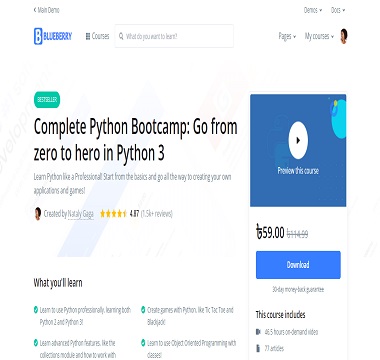 Main Demo
Demos
Docs
BLUEBERRY
Courses
What do you want to learn?
Pages
My courses
BESTSELLER
Complete Python Bootcamp: Go from
zero to hero in Python 3
Learn Python like a Professional! Start from the basics and go all the way to creating your own
applications and games!
Created by Nataly Gaga
4.87 (1.5k+ reviews)
Preview this course
৳59.00 ৳114.99
Download
30-day money-back guarantee
This course includes
46.5 hours on-demand video
77 articles
What you'll learn
Learn to use Python professionally, learning both
Python 2 and Python 3!
Create games with Python, like Tic Tac Toe and
Blackjack!
Learn advanced Python features, like the
collections module and how to work with
Learn to use Object Oriented Programming with
classes!